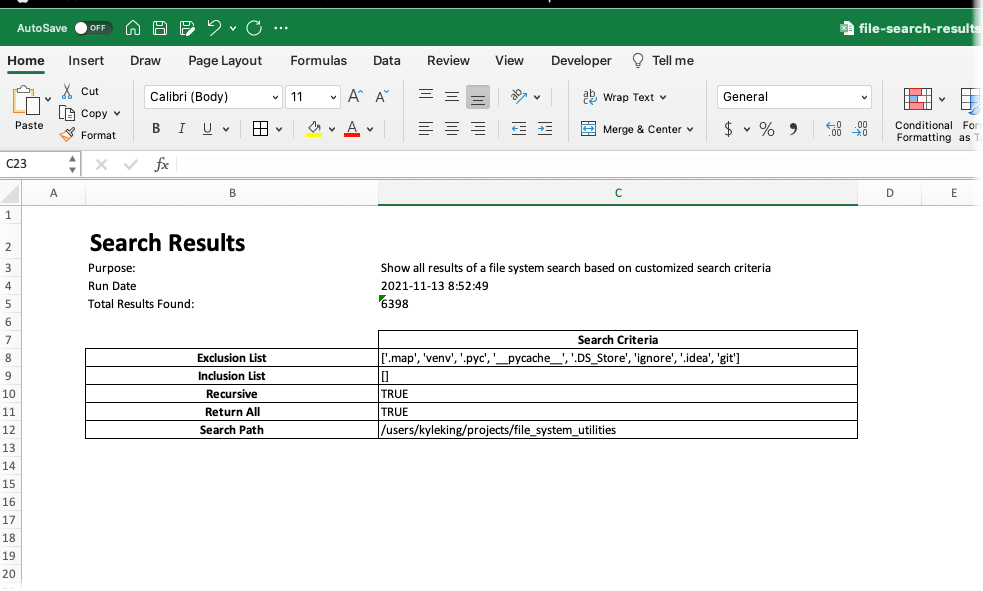 AutoSave OFF file-search-results
Home Insert Draw Page Layout Formulas Data Review View Developer Tell me
Paste Cut Copy Format
Calibri (Body) 11 A A
B I U A
ab Wrap Text
Merge & Center
General
$ % .00 .00
Conditional Formatting
as T
C23 fx
A B C D E
1
2 Search Results
3 Purpose: Show all results of a file system search based on customized search criteria
4 Run Date 2021-11-13 8:52:49
5 Total Results Found: 6398
6
7 Search Criteria
8 Exclusion List ['.map', 'venv', '.pyc', '__pycache__', '.DS_Store', 'ignore', '.idea', 'git']
9 Inclusion List []
10 Recursive TRUE
11 Return All TRUE
12 Search Path /users/kyleking/projects/file_system_utilities
13
14
15
16
17
18
19
20